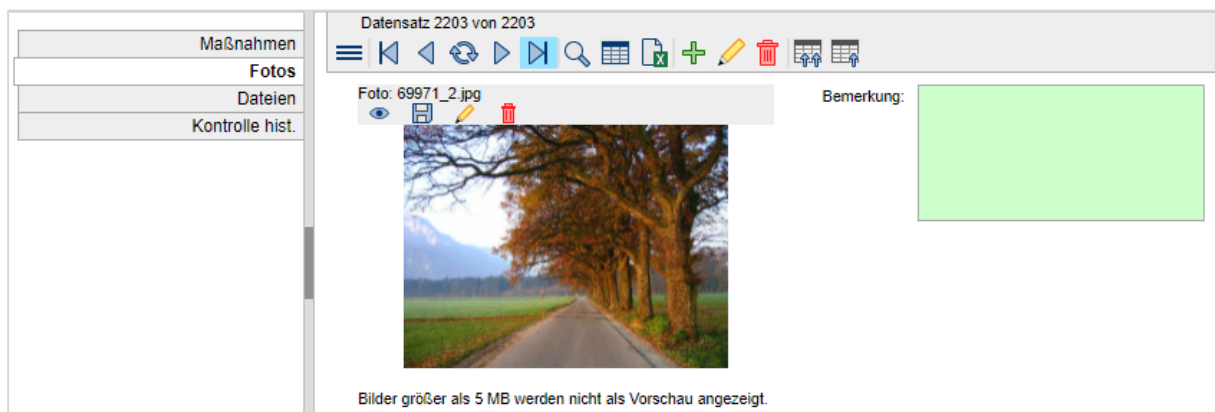 Datensatz 2203 von 2203
Maßnahmen
Fotos
Dateien
Kontrolle hist.
Foto: 69971_2.jpg
Bemerkung:
Bilder größer als 5 MB werden nicht als Vorschau angezeigt.